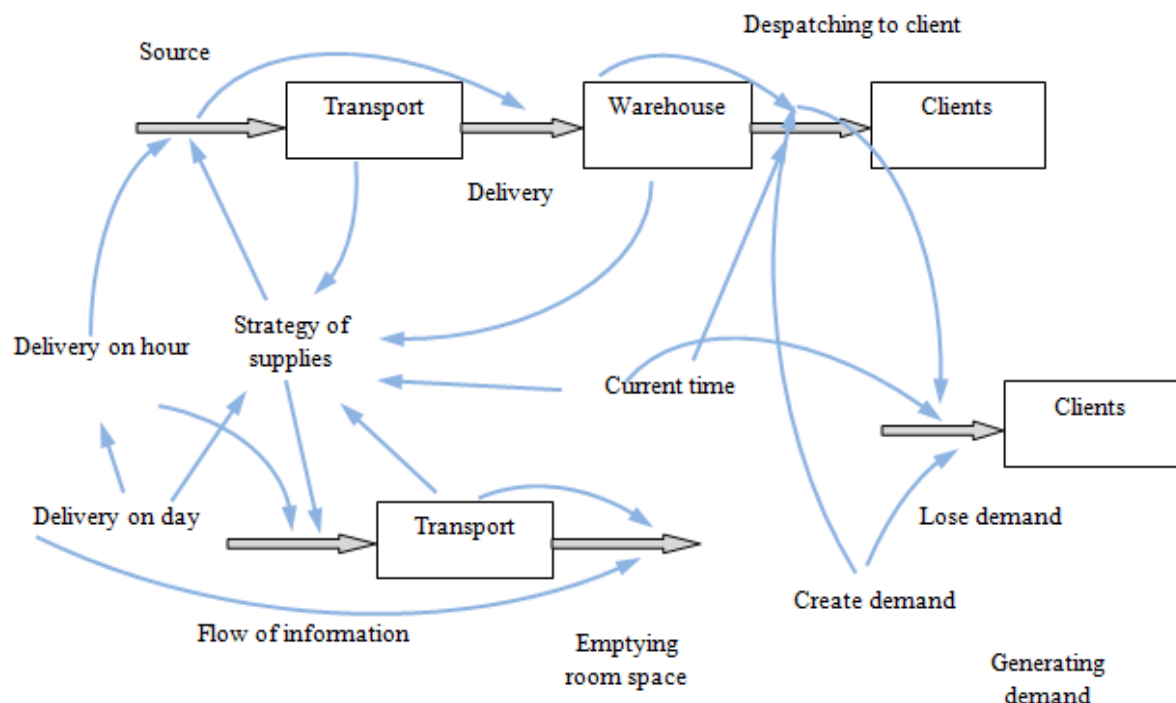 Despatching to client
Source
Transport
Warehouse
Clients
Delivery
Strategy of
supplies
Delivery on hour
Current time
Clients
Delivery on day
Transport
Lose demand
Create demand
Flow of information
Emptying
room space
Generating
demand